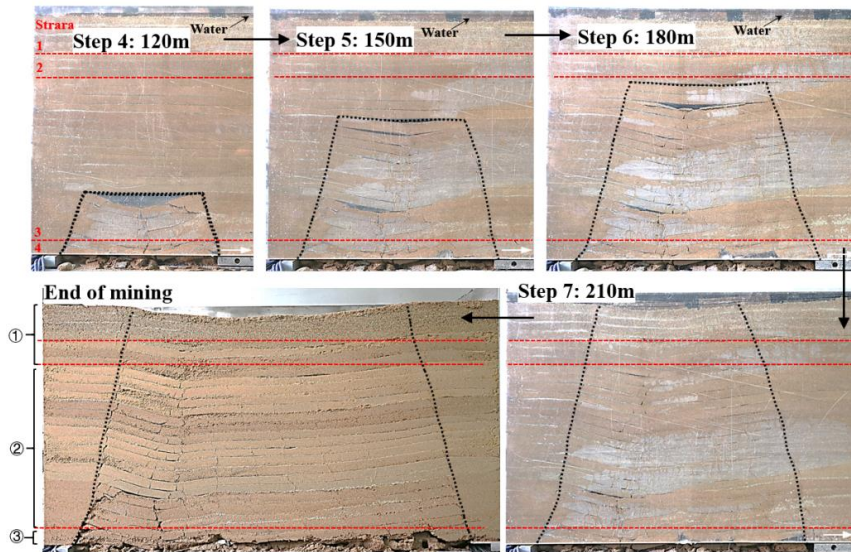 Strara
1
2
3
4
Step 4: 120m
Water
Step 5: 150m
Water
Step 6: 180m
Water
End of mining
①
②
③
Step 7: 210m